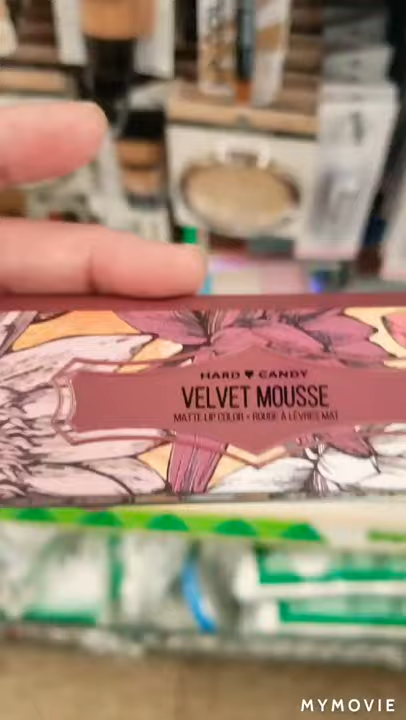 HARD ♥ CANDY
VELVET MOUSSE
MATTE LIP COLOR • ROUGE À LÈVRES MAT
MYMOVIE